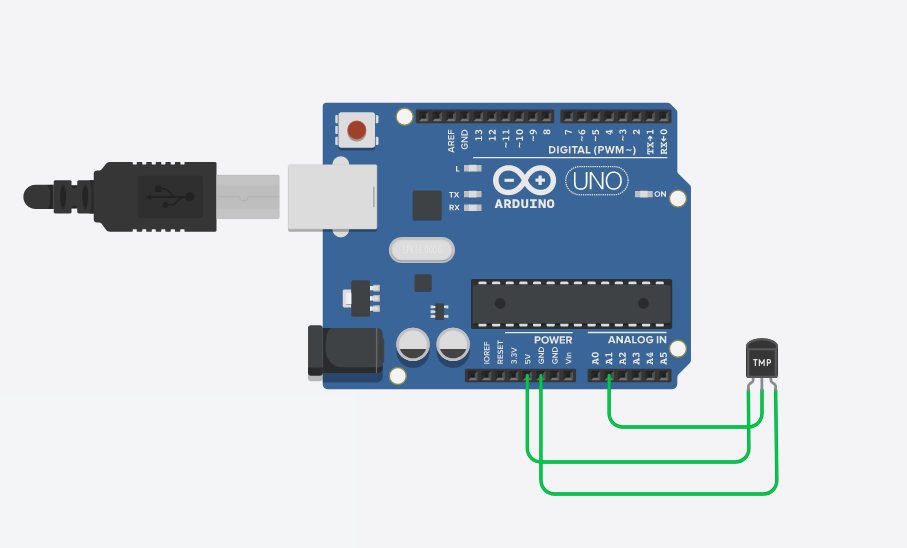 AREF
GND
13
12
~11
~10
~9
8
7
~6
~5
4
~3
2
TX→1
RX←0
DIGITAL (PWM~)
L
TX
RX
ARDUINO
UNO
ON
POWER
ANALOG IN
IOREF
RESET
3.3V
5V
GND
GND
Vin
A0
A1
A2
A3
A4
A5
TMP